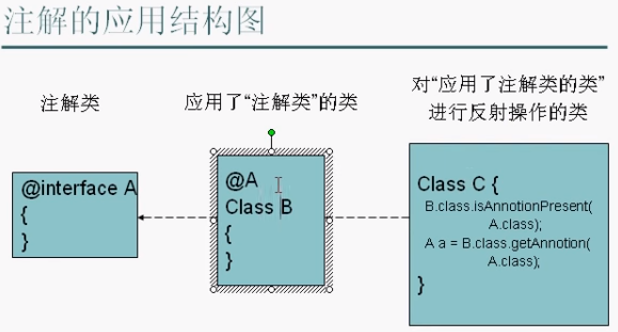 注解的应用结构图
注解类
应用了“注解类”的类
对“应用了注解类的类”
进行反射操作的类
@interface A
{
}
@A
Class B
{
}
Class C {
B.class.isAnnotionPresent(
A.class);
A a = B.class.getAnnotion(
A.class);
}